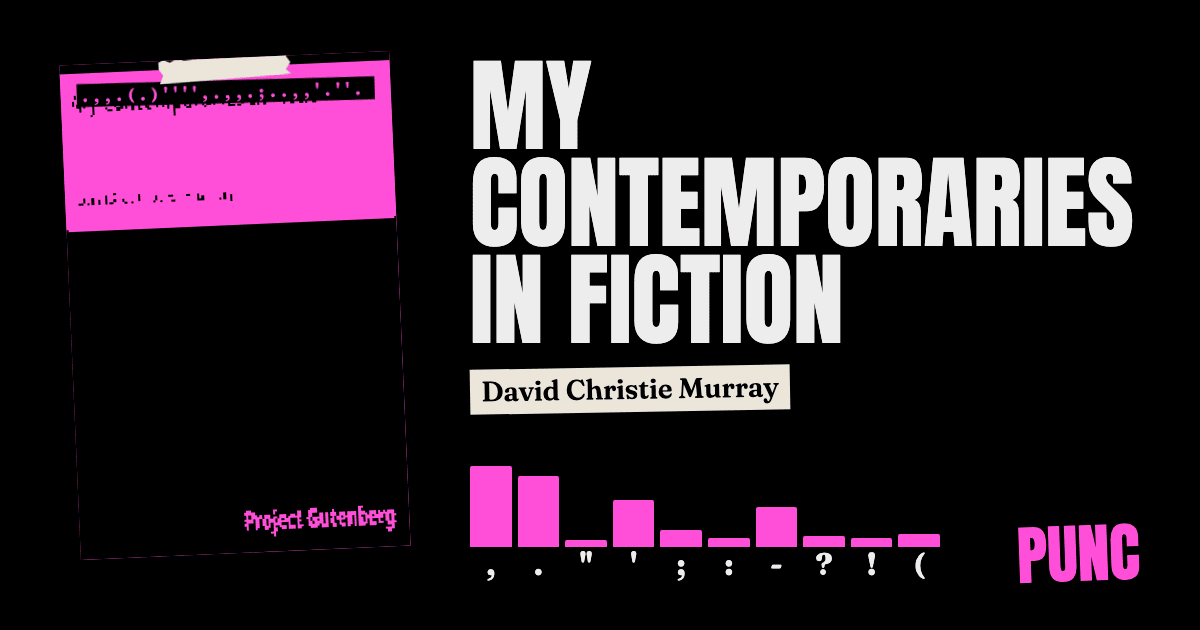 .,,.(.)'''',.,,.;..,,'.''.
Project Gutenberg
MY
CONTEMPORARIES
IN FICTION
David Christie Murray
, . " ' ; : - ? ! (
PUNC